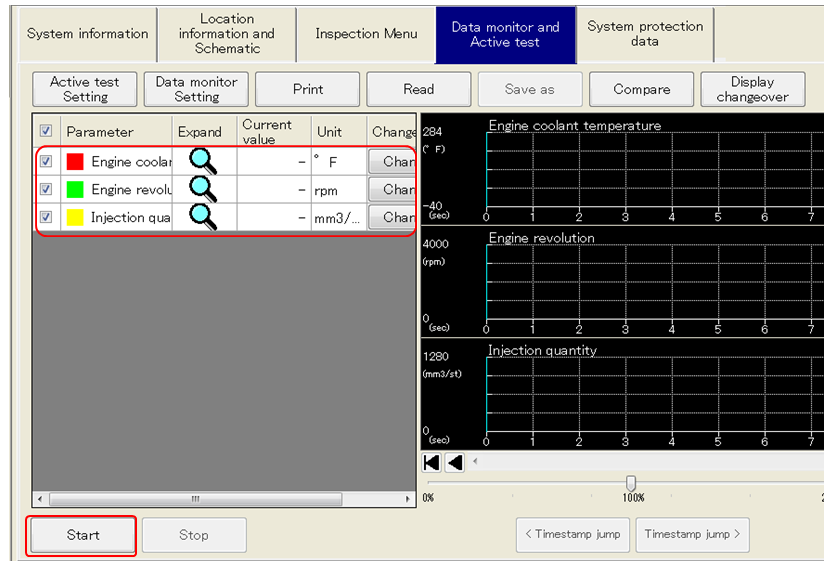 System information
Location
information and
Schematic
Inspection Menu
Data monitor and
Active test
System protection
data
Active test
Setting
Data monitor
Setting
Print
Read
Save as
Compare
Display
changeover
Parameter
Expand
Current
value
Unit
Change
Engine coolar
- ° F
Chan
Engine revolu
- rpm
Chan
Injection qua
- mm3/...
Chan
284
(° F)
Engine coolant temperature
-40
(sec)
0 1 2 3 4 5 6 7
4000
(rpm)
Engine revolution
0
(sec)
0 1 2 3 4 5 6 7
1280
(mm3/st)
Injection quantity
0
(sec)
0 1 2 3 4 5 6 7
0% 100%
Start
Stop
< Timestamp jump
Timestamp jump >